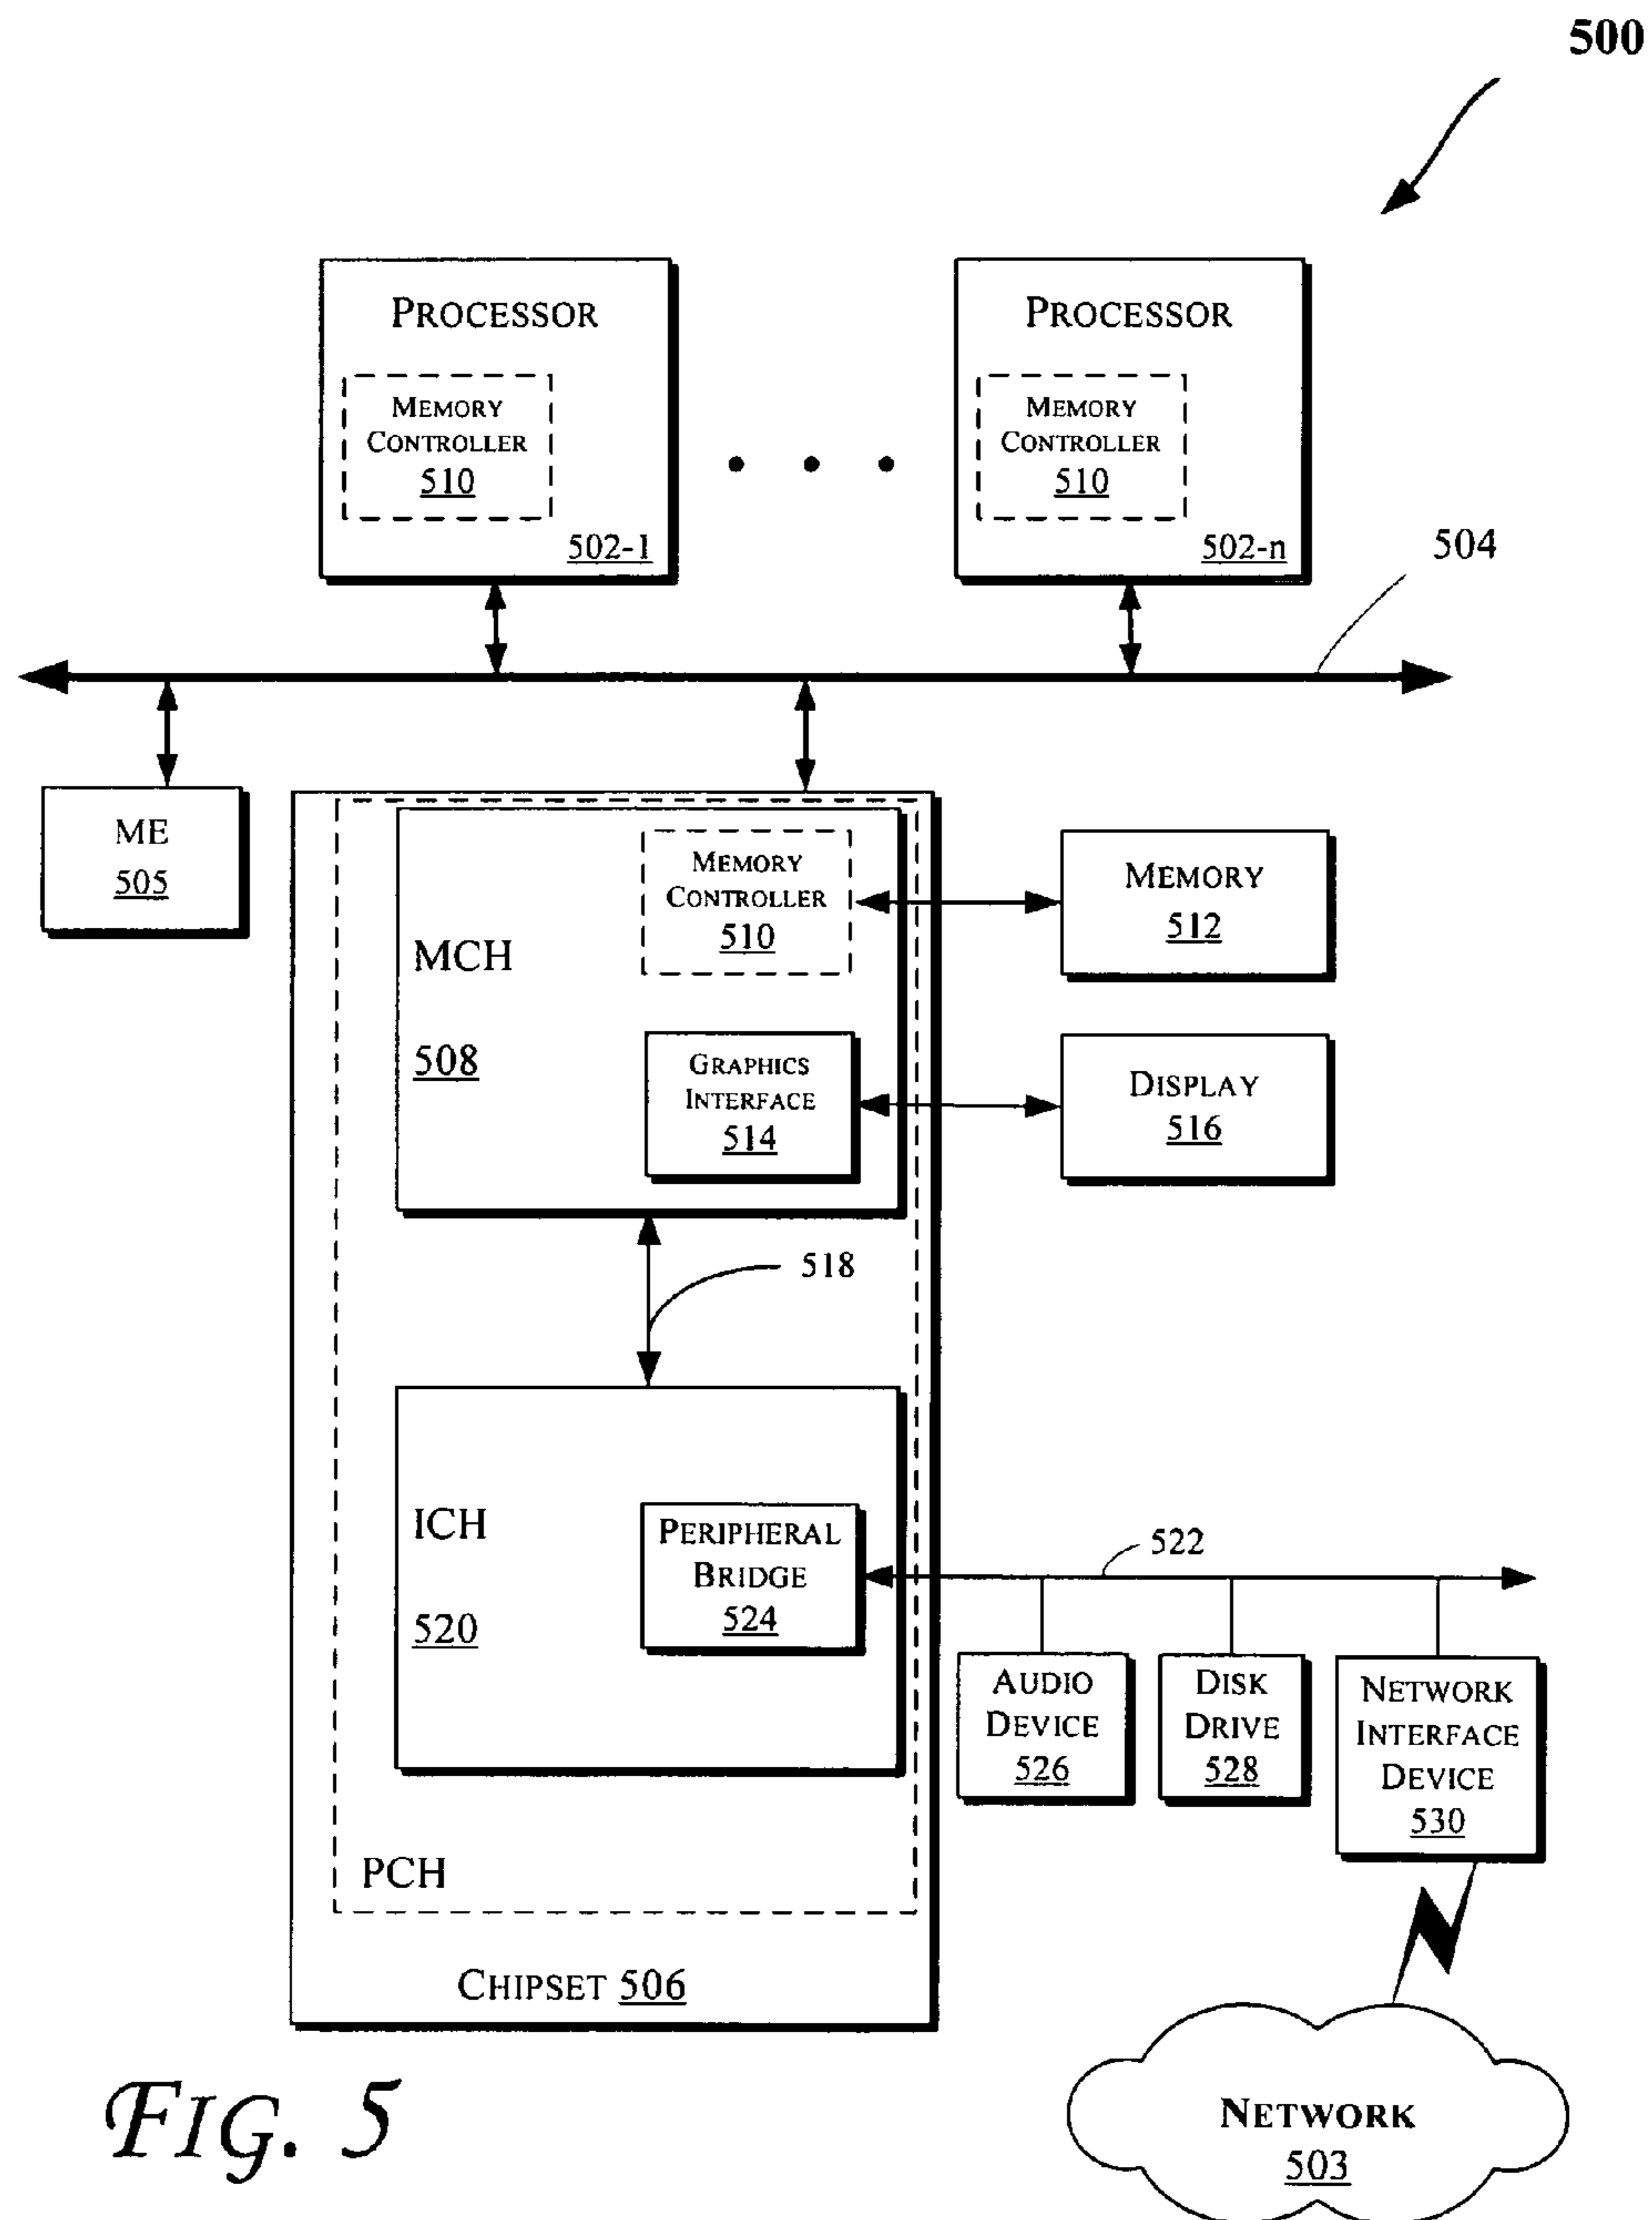 500
PROCESSOR
MEMORY
CONTROLLER
510
502-1
PROCESSOR
MEMORY
CONTROLLER
510
502-n
504
ME
505
MCH
508
MEMORY
CONTROLLER
510
GRAPHICS
INTERFACE
514
MEMORY
512
DISPLAY
516
518
ICH
520
PERIPHERAL
BRIDGE
524
522
AUDIO
DEVICE
526
DISK
DRIVE
528
NETWORK
INTERFACE
DEVICE
530
PCH
CHIPSET 506
NETWORK
503
FIG. 5